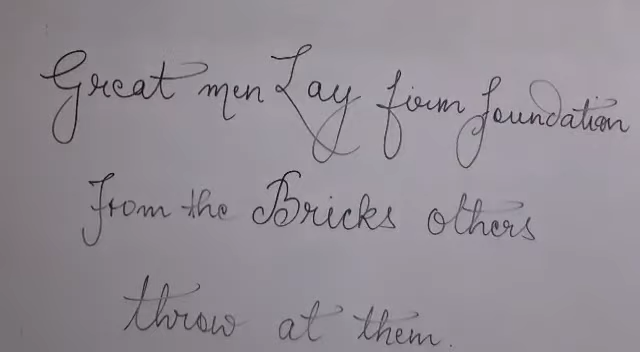 Great men Lay firm foundation
From the Bricks others
throw at them.